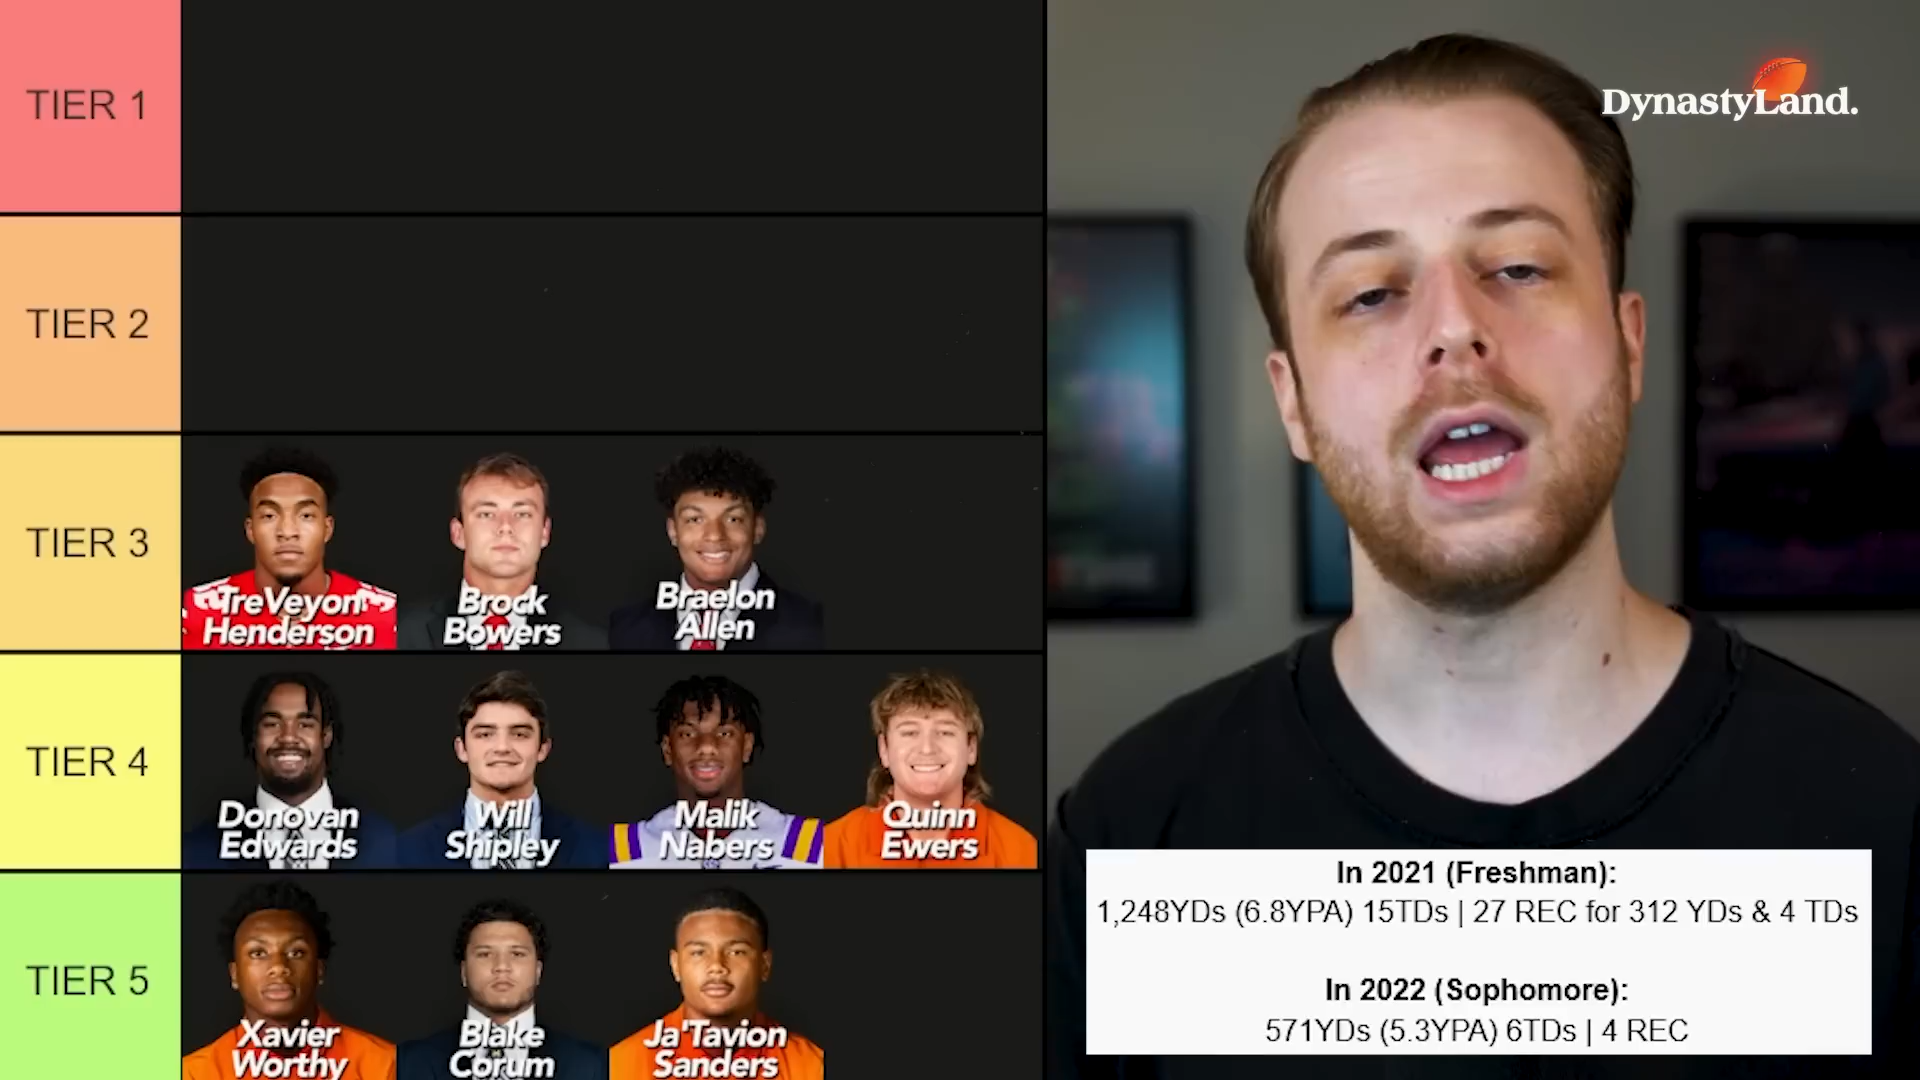 TIER 1
TIER 2
TIER 3
TreVeyon
Henderson
Brock
Bowers
Braelon
Allen
TIER 4
Donovan
Edwards
Will
Shipley
Malik
Nabers
Quinn
Ewers
TIER 5
Xavier
Worthy
Blake
Corum
Ja'Tavion
Sanders
DynastyLand.
In 2021 (Freshman):
1,248YDs (6.8YPA) 15TDs | 27 REC for 312 YDs & 4 TDs
In 2022 (Sophomore):
571YDs (5.3YPA) 6TDs | 4 REC